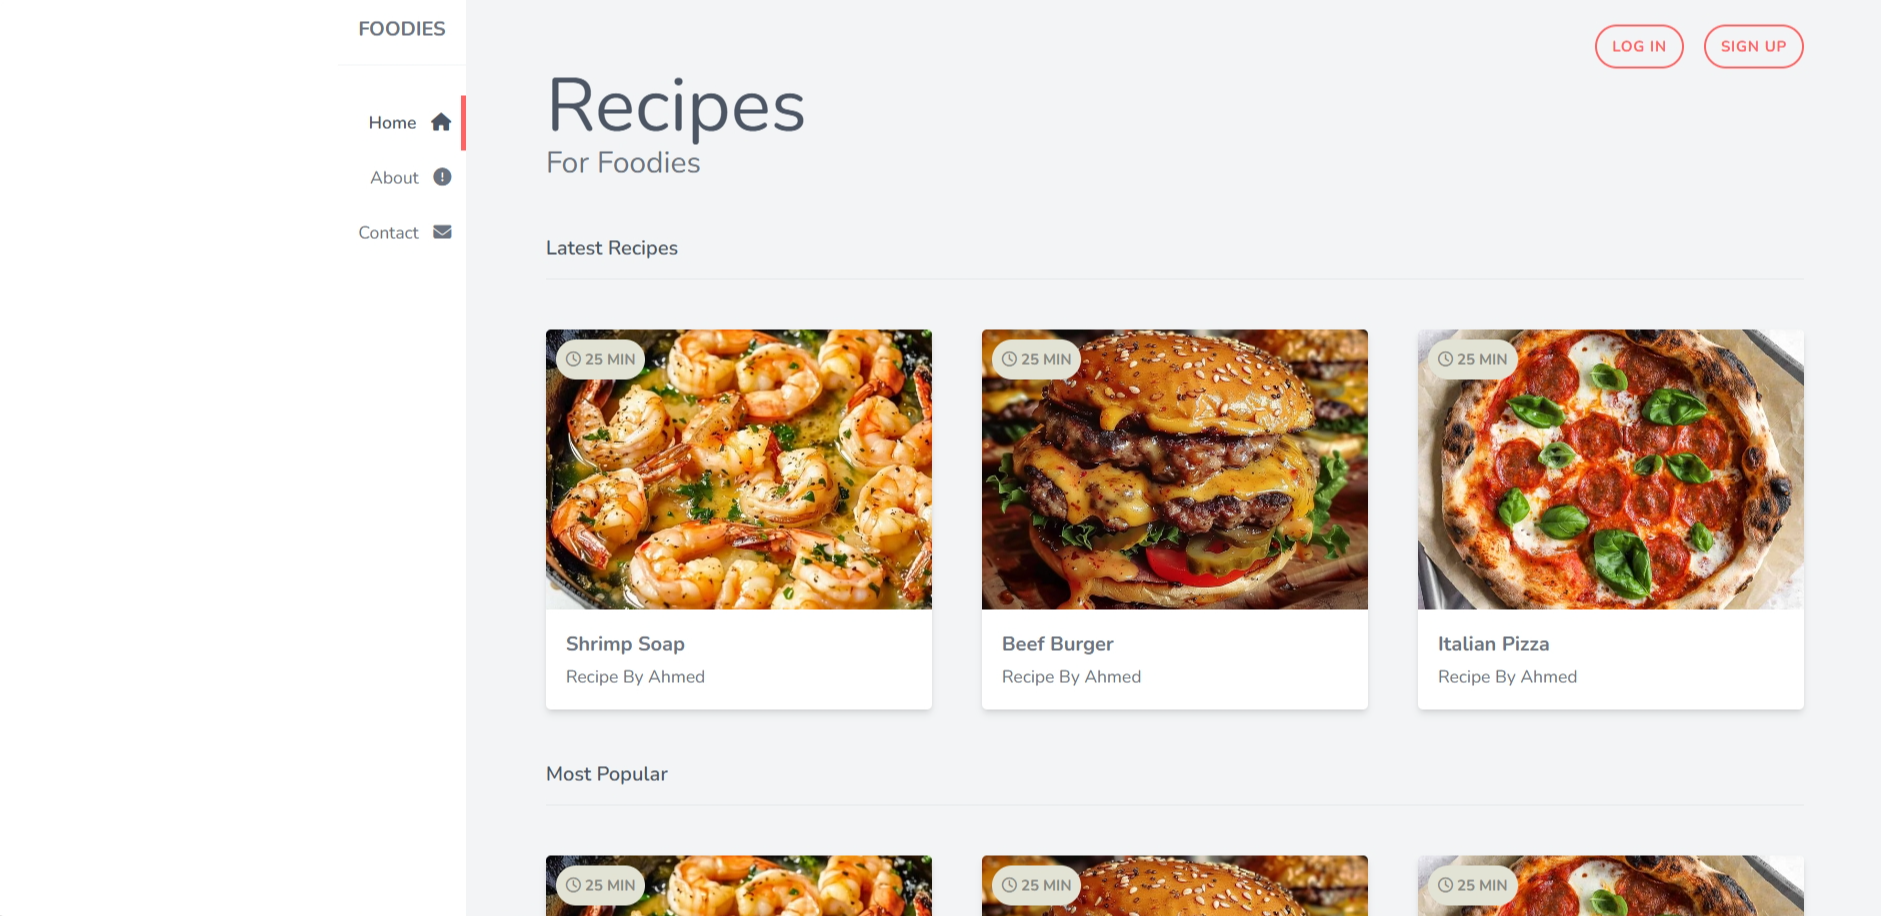 FOODIES
Home
About
Contact
LOG IN
SIGN UP
Recipes
For Foodies
Latest Recipes
25 MIN
25 MIN
25 MIN
Shrimp Soap
Recipe By Ahmed
Beef Burger
Recipe By Ahmed
Italian Pizza
Recipe By Ahmed
Most Popular
25 MIN
25 MIN
25 MIN